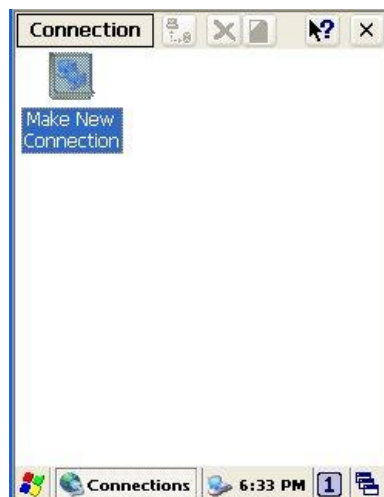 Connection
?
×
Make New
Connection
Connections
6:33 PM
1